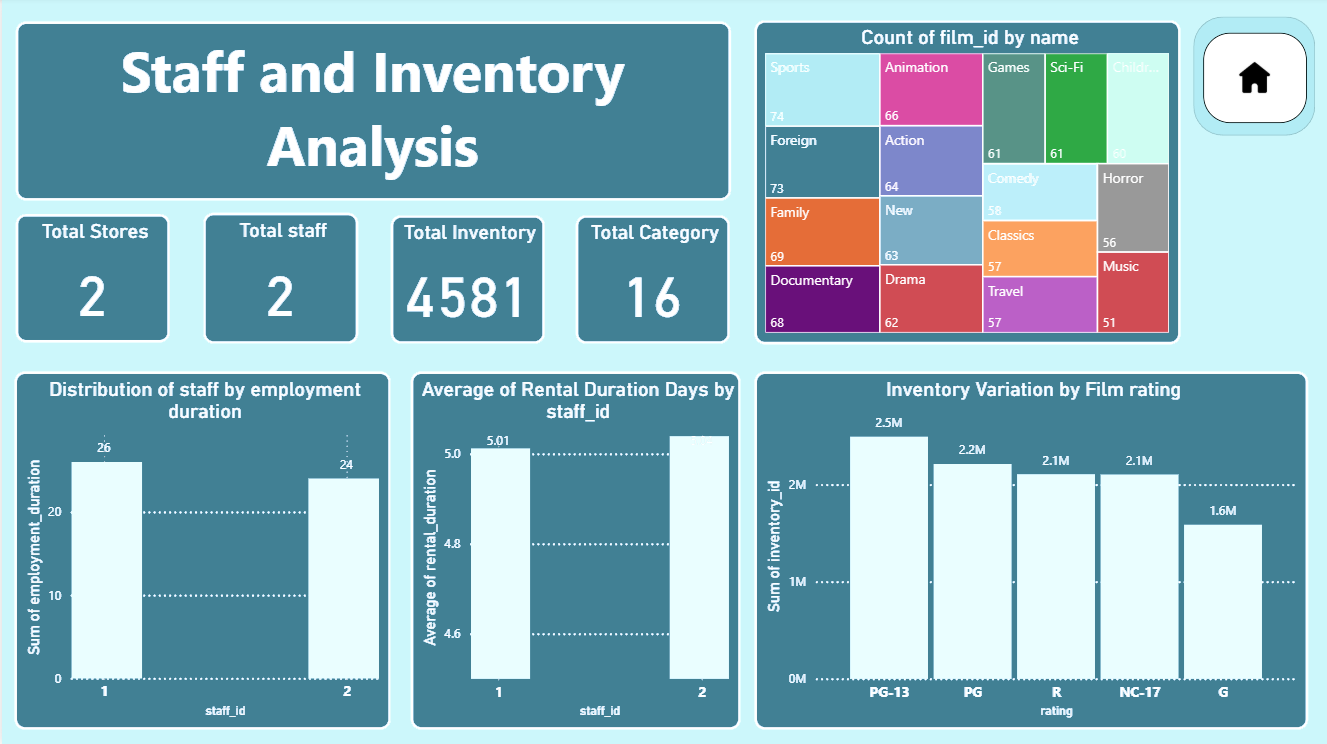 Staff and Inventory
Analysis
Total Stores
2
Total staff
2
Total Inventory
4581
Total Category
16
Count of film_id by name
Sports
74
Foreign
73
Family
69
Documentary
68
Animation
66
Action
64
New
63
Drama
62
Games
61
Sci-Fi
61
Childr...
60
Comedy
58
Classics
57
Travel
57
Horror
56
Music
51
Distribution of staff by employment
duration
Sum of employment_duration
20
10
0
26
24
1
2
staff_id
Average of Rental Duration Days by
staff_id
Average of rental_duration
5.0
4.8
4.6
5.01
1
2
staff_id
Inventory Variation by Film rating
Sum of inventory_id
2M
1M
0M
2.5M
2.2M
2.1M
2.1M
1.6M
PG-13
PG
R
NC-17
G
rating